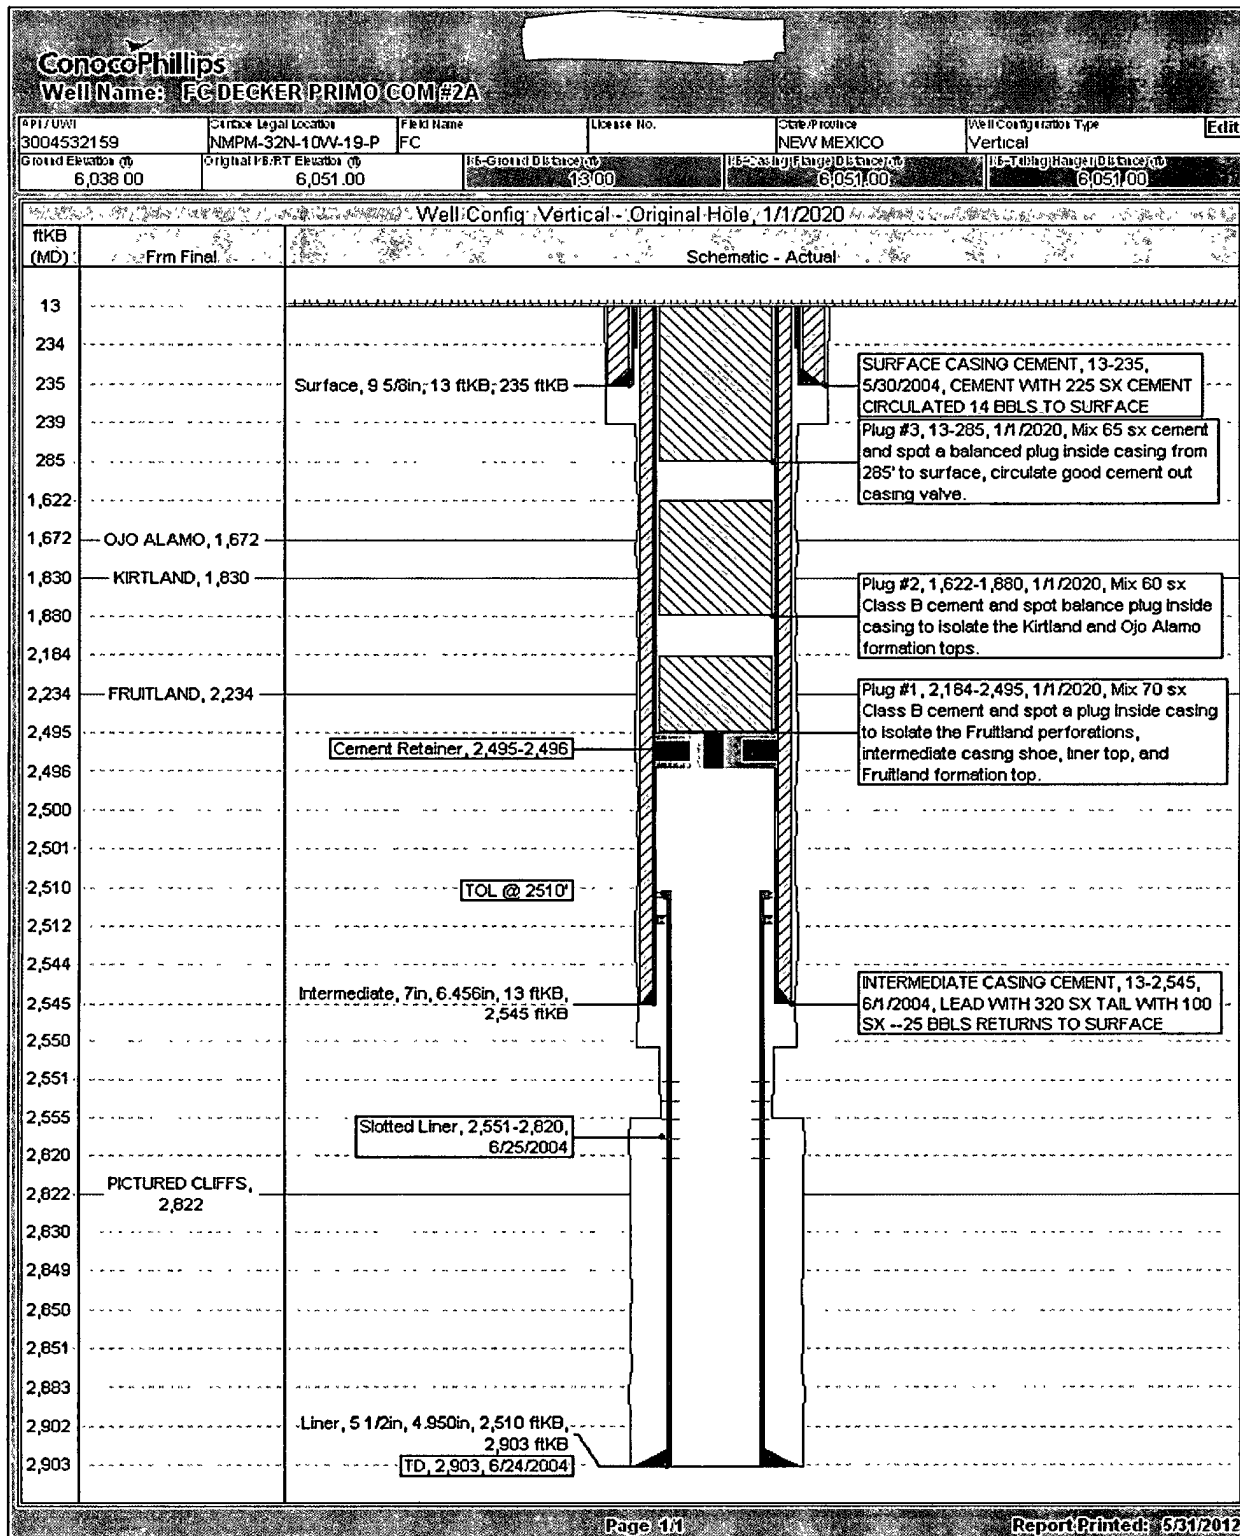 ConocoPhillips
Well Name: FC DECKER PRIMO COM #2A
API / UWI
3004532159
Surface Legal Location
NMPM-32N-10W-19-P
Field Name
FC
License No.
State/Province
NEW MEXICO
Well Configuration Type
Vertical
Edit
Ground Elevation (ft)
6,038.00
Original KB/RT Elevation (ft)
6,051.00
KB-Ground Distance (ft)
13.00
KB-Casing Flange Distance (ft)
6,051.00
KB-Tubing Hanger Distance (ft)
6,051.00
Well Config: Vertical - Original Hole, 1/1/2020
ftKB
(MD)
Frm Final
Schematic - Actual
13
234
235
Surface, 9 5/8in, 13 ftKB, 235 ftKB
SURFACE CASING CEMENT, 13-235,
5/30/2004, CEMENT WITH 225 SX CEMENT
CIRCULATED 14 BBLS TO SURFACE
239
285
Plug #3, 13-285, 1/1/2020, Mix 65 sx cement
and spot a balanced plug inside casing from
285' to surface, circulate good cement out
casing valve.
1,622
1,672
OJO ALAMO, 1,672
1,830
KIRTLAND, 1,830
1,880
Plug #2, 1,622-1,880, 1/1/2020, Mix 60 sx
Class B cement and spot balance plug inside
casing to isolate the Kirtland and Ojo Alamo
formation tops.
2,184
2,234
FRUITLAND, 2,234
2,495
Plug #1, 2,184-2,495, 1/1/2020, Mix 70 sx
Class B cement and spot a plug inside casing
to isolate the Fruitland perforations,
intermediate casing shoe, liner top, and
Fruitland formation top.
Cement Retainer, 2,495-2,496
2,496
2,500
2,501
2,510
TOL @ 2510'
2,512
2,544
2,545
Intermediate, 7in, 6.456in, 13 ftKB,
2,545 ftKB
INTERMEDIATE CASING CEMENT, 13-2,545,
6/1/2004, LEAD WITH 320 SX TAIL WITH 100
SX --25 BBLS RETURNS TO SURFACE
2,550
2,551
2,555
Slotted Liner, 2,551-2,820,
6/25/2004
2,820
2,822
PICTURED CLIFFS,
2,822
2,830
2,849
2,850
2,851
2,883
2,902
Liner, 5 1/2in, 4.950in, 2,510 ftKB,
2,903 ftKB
2,903
TD, 2,903, 6/24/2004
Page 1/1
Report Printed: 5/31/2012